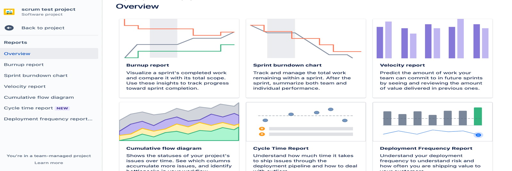 scrum test project
Software project
Back to project
Reports
Overview
Burnup report
Sprint burndown chart
Velocity report
Cumulative flow diagram
Cycle time report NEW
Deployment frequency report...
You're in a team-managed project
Learn more
Overview
Burnup report
Visualize a sprint's completed work
and compare it with its total scope.
Use these insights to track progress
toward sprint completion.
Sprint burndown chart
Track and manage the total work
remaining within a sprint. After the
sprint, summarize both team and
individual performance.
Velocity report
Predict the amount of work your
team can commit to in future sprints
by seeing and reviewing the amount
of value delivered in previous ones.
Cumulative flow diagram
Shows the statuses of your project's
issues over time. See which columns
accumulate more issues, and identify
Cycle Time Report
Understand how much time it takes
to ship issues through the
deployment pipeline and how to deal
Deployment Frequency Report
Understand your deployment
frequency to understand risk and
how often you are shipping value to